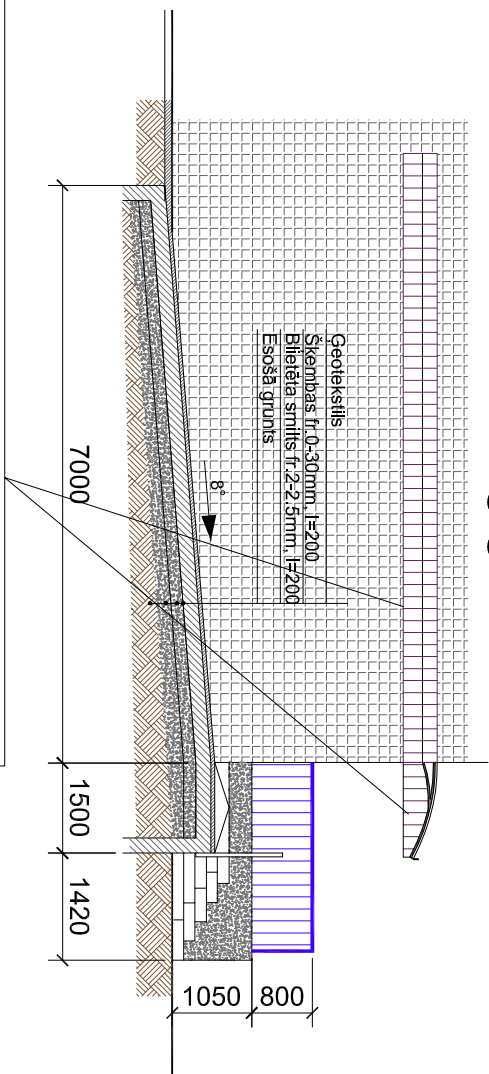 Ģeotekstils
Šķembas fr.0-30mm, l=200
Blietēta smilts fr.2-2.5mm, l=200
Esošā grunts
8°
7000
1500
1420
1050
800